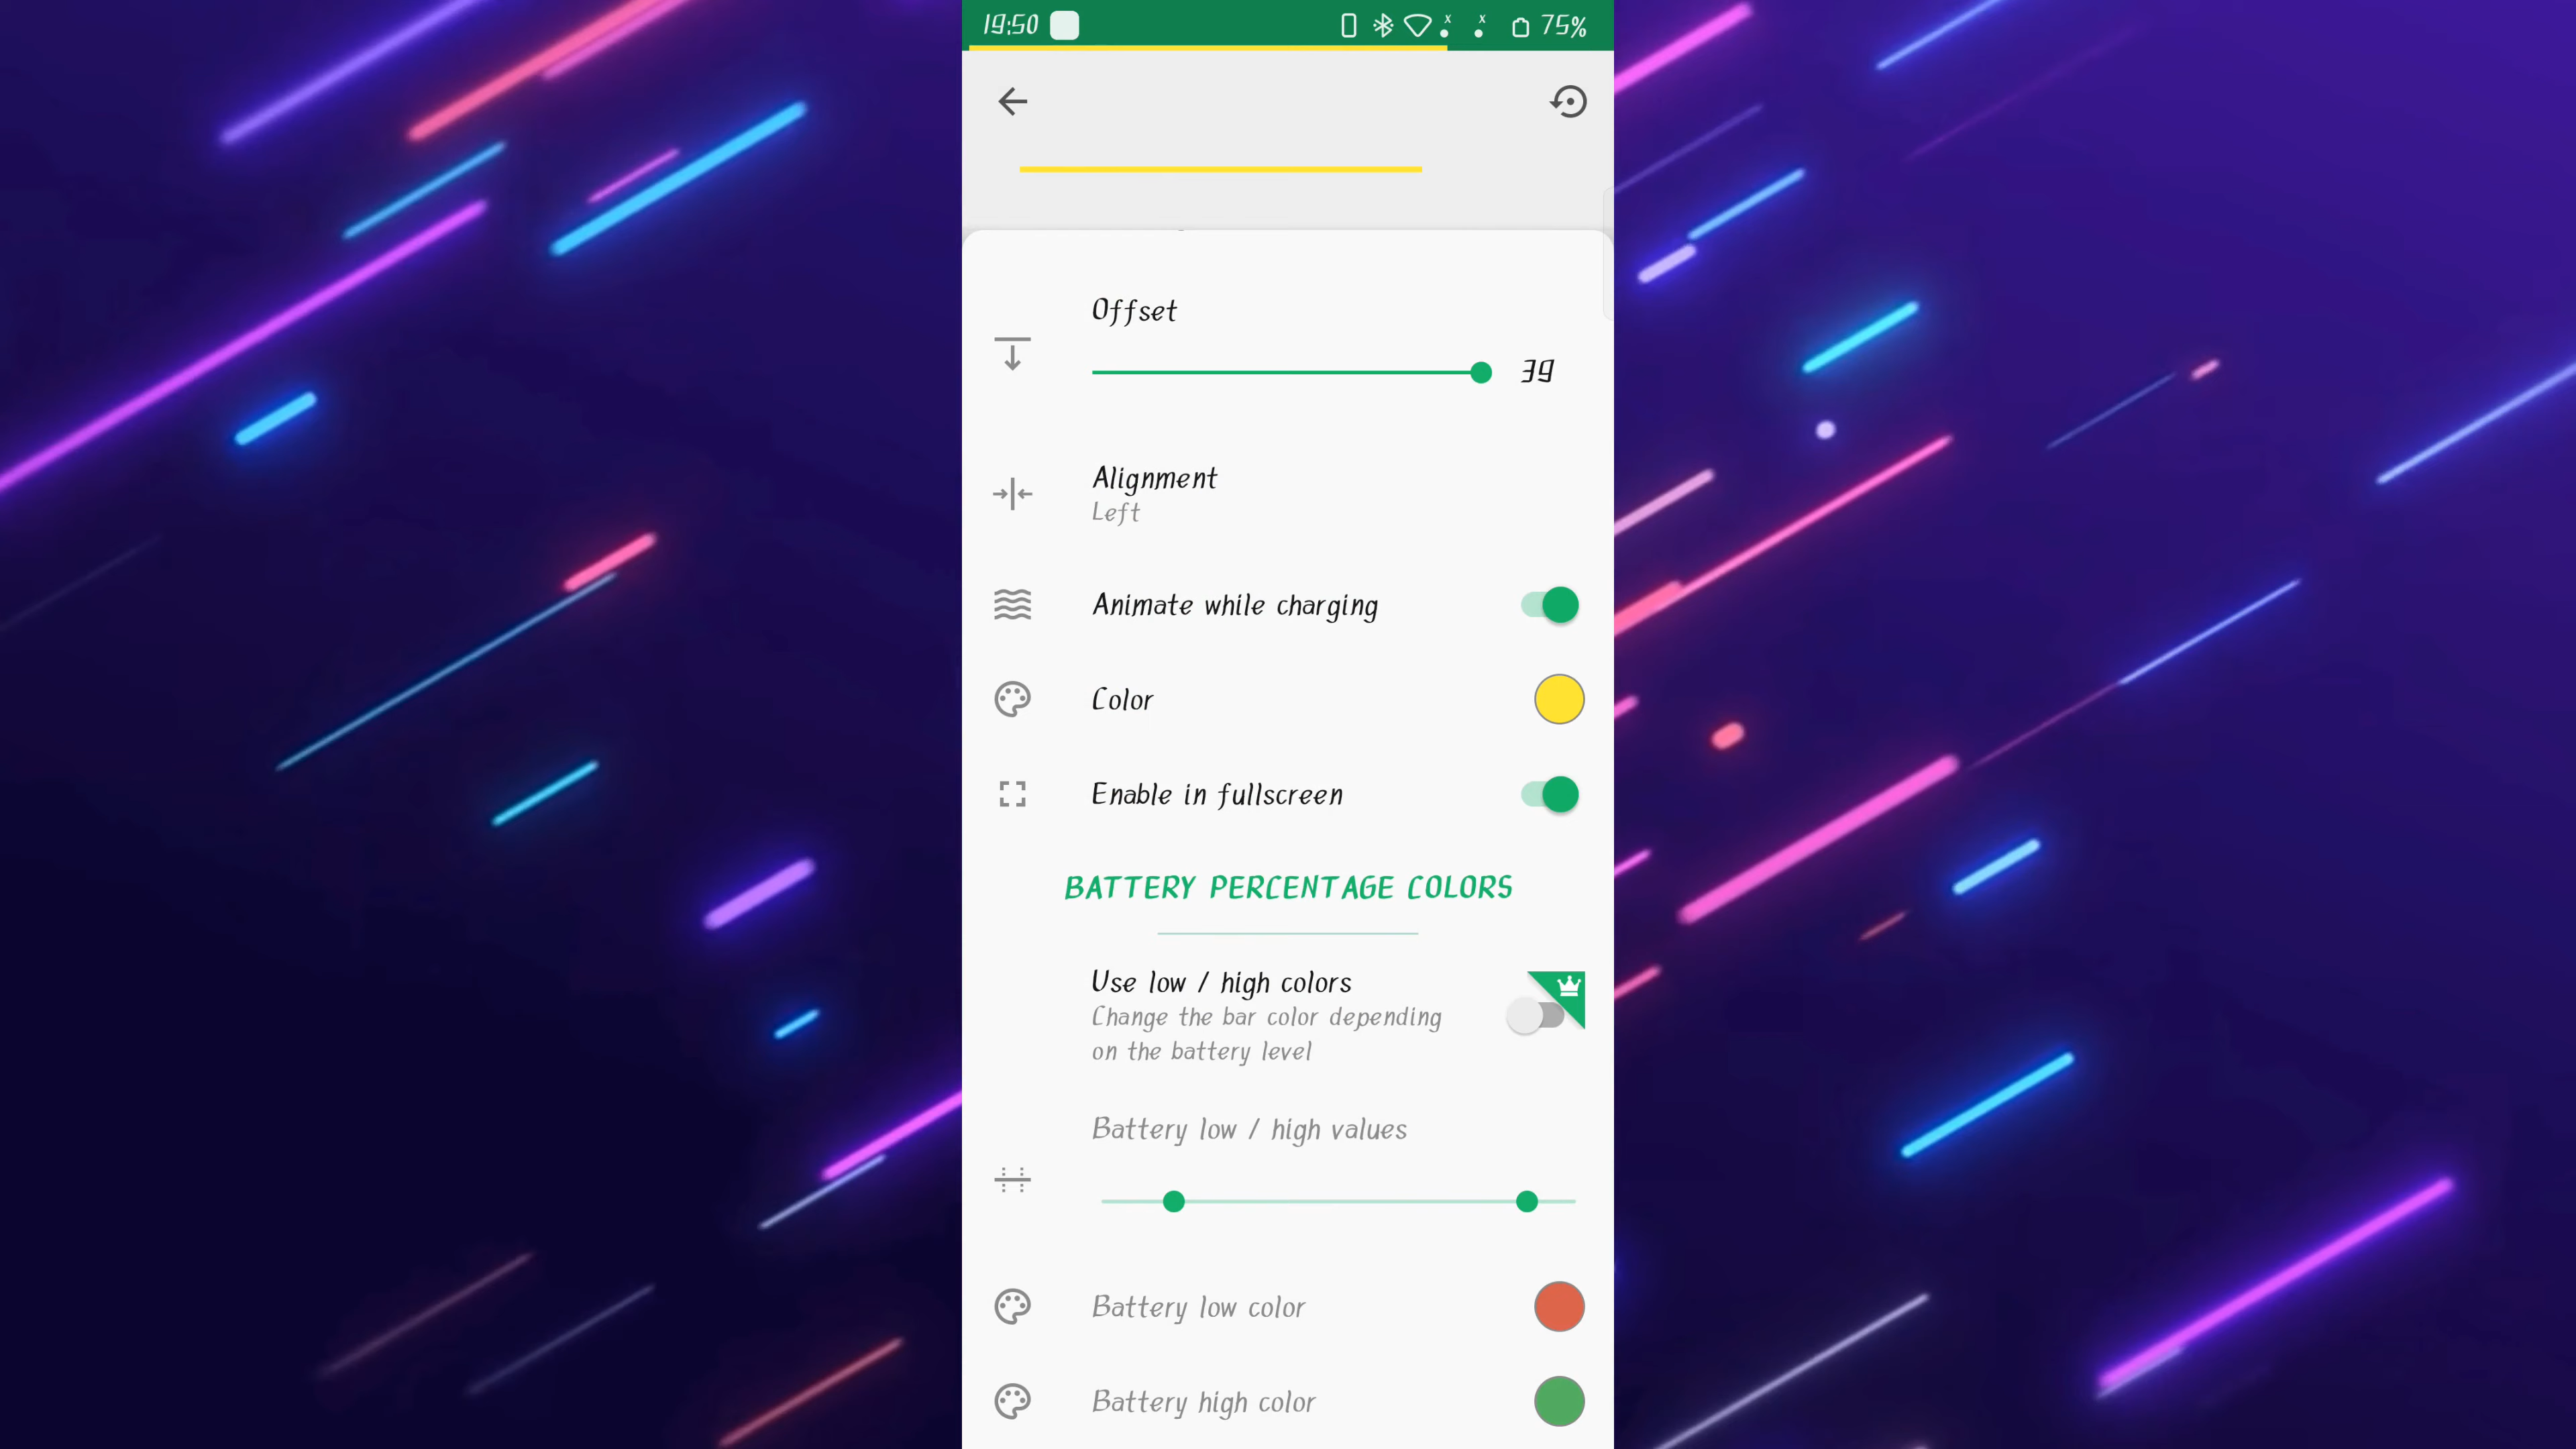 19:50 75%
Offset
39
Alignment
Left
Animate while charging
Color
Enable in fullscreen
BATTERY PERCENTAGE COLORS
Use low / high colors
Change the bar color depending
on the battery level
Battery low / high values
Battery low color
Battery high color